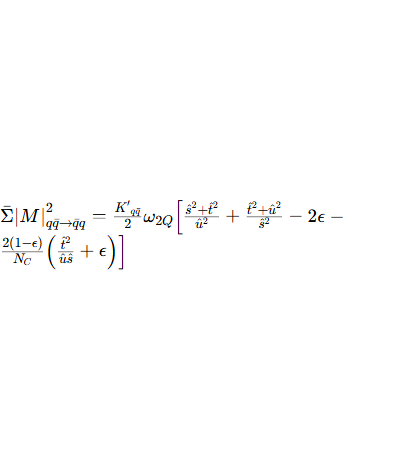 $\bar{\Sigma}|M|^2_{q\bar{q}\to\bar{q}q} = \frac{K'_{q\bar{q}}}{2}\omega_{2Q}\Big[\frac{\hat{s}^2+\hat{t}^2}{\hat{u}^2} + \frac{\hat{t}^2+\hat{u}^2}{\hat{s}^2} - 2\epsilon -$
$\frac{2(1-\epsilon)}{N_C}\Big(\frac{\hat{t}^2}{\hat{u}\hat{s}} + \epsilon\Big)\Big]$